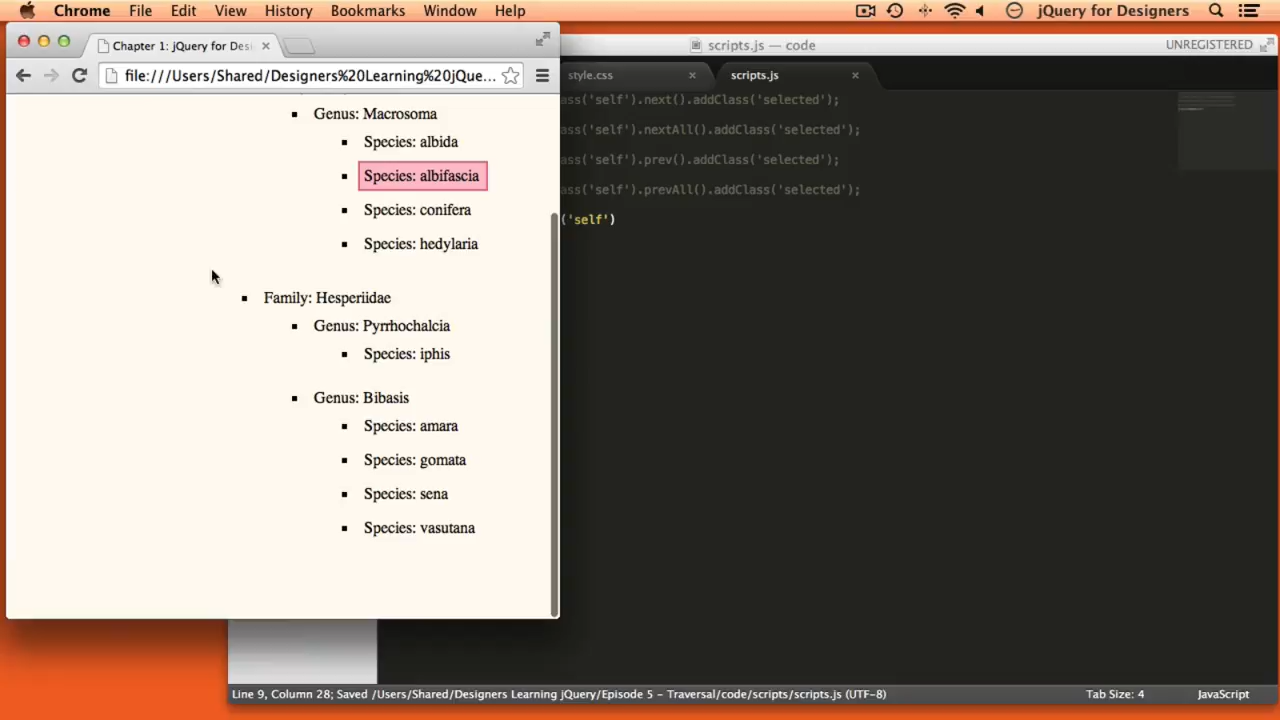 Chrome File Edit View History Bookmarks Window Help jQuery for Designers
Chapter 1: jQuery for Desi
scripts.js — code
UNREGISTERED
file:///Users/Shared/Designers%20Learning%20jQue...
style.css
scripts.js
Genus: Macrosoma
Species: albida
Species: albifascia
Species: conifera
Species: hedylaria
Family: Hesperiidae
Genus: Pyrrhochalcia
Species: iphis
Genus: Bibasis
Species: amara
Species: gomata
Species: sena
Species: vasutana
ass('self').next().addClass('selected');
ass('self').nextAll().addClass('selected');
ass('self').prev().addClass('selected');
ass('self').prevAll().addClass('selected');
('self')
Line 9, Column 28; Saved /Users/Shared/Designers Learning jQuery/Episode 5 – Traversal/code/scripts/scripts.js (UTF-8) Tab Size: 4 JavaScript